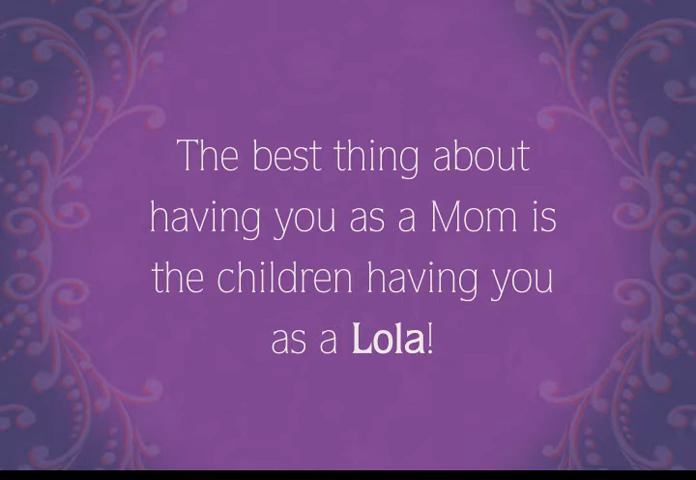 The best thing about
having you as a Mom is
the children having you
as a Lola!